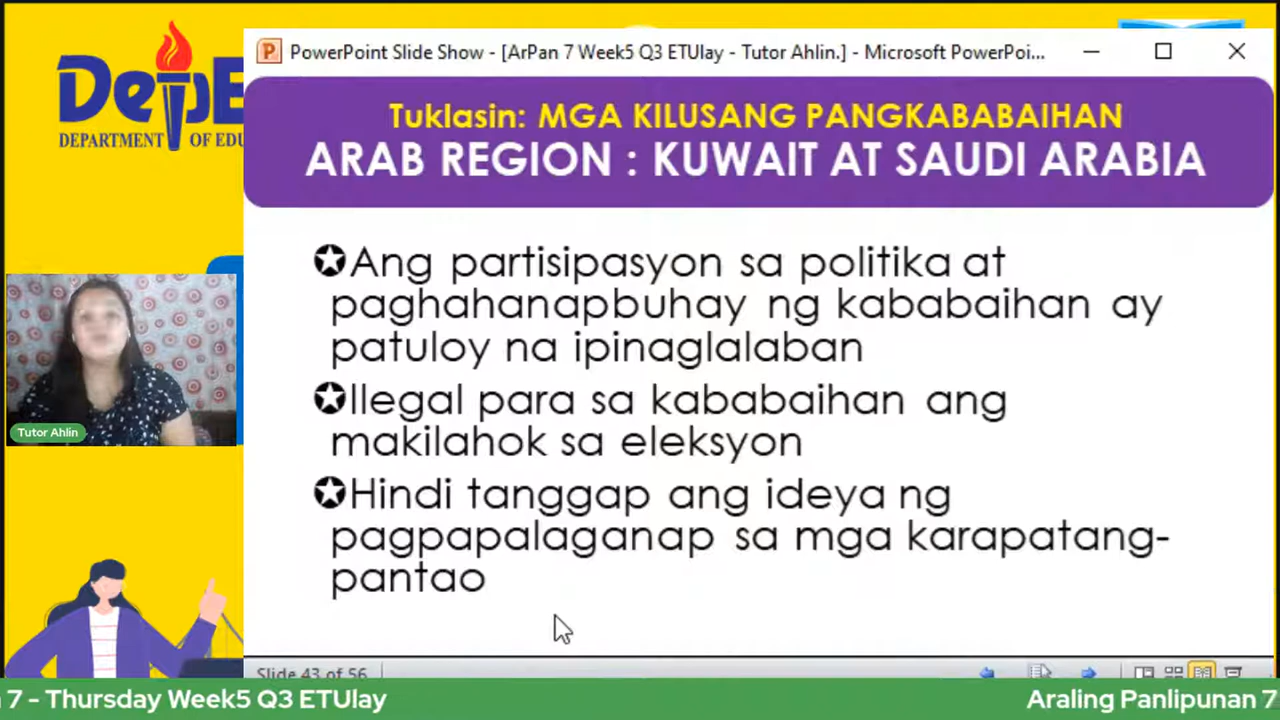 PowerPoint Slide Show - [ArPan 7 Week5 Q3 ETUlay - Tutor Ahlin.] - Microsoft PowerPoi...
DepE
DEPARTMENT OF EDU
Tuklasin: MGA KILUSANG PANGKABABAIHAN
ARAB REGION : KUWAIT AT SAUDI ARABIA
Ang partisipasyon sa politika at
paghahanapbuhay ng kababaihan ay
patuloy na ipinaglalaban
Ilegal para sa kababaihan ang
makilahok sa eleksyon
Hindi tanggap ang ideya ng
pagpapalaganap sa mga karapatang-
pantao
Tutor Ahlin
Slide 43 of 56
7 - Thursday Week5 Q3 ETUlay
Araling Panlipunan 7